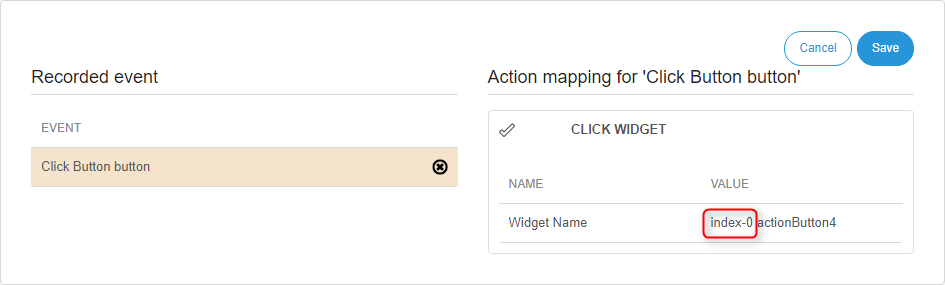 Cancel
Save
Recorded event
Action mapping for 'Click Button button'
EVENT
CLICK WIDGET
Click Button button
NAME
VALUE
Widget Name
index-0 actionButton4